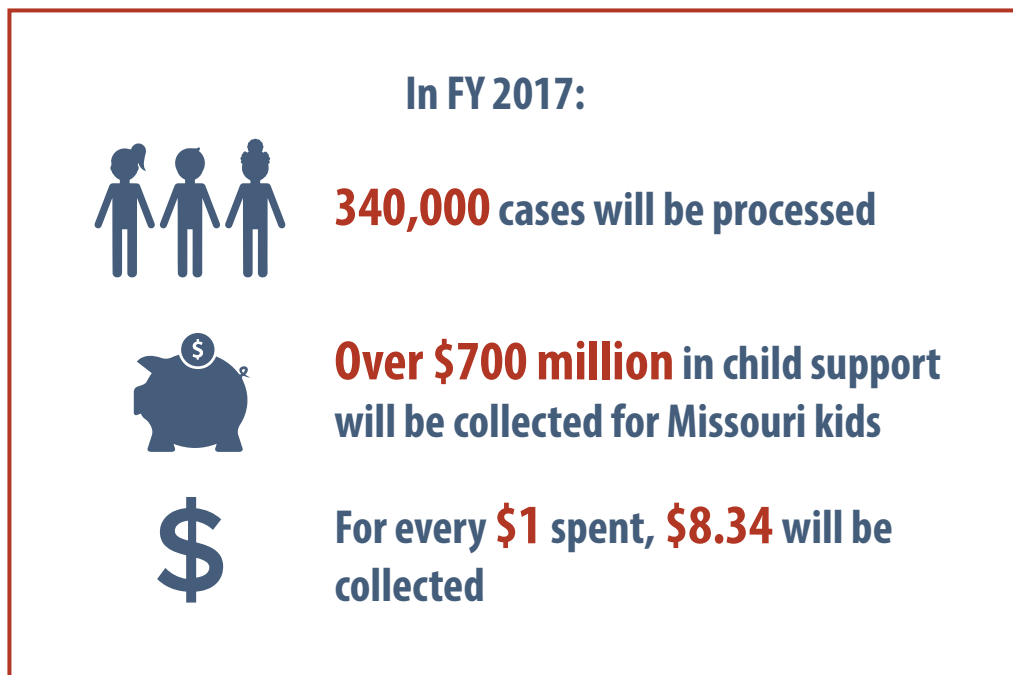 In FY 2017:
340,000 cases will be processed
$
Over $700 million in child support
will be collected for Missouri kids
$
For every $1 spent, $8.34 will be
collected